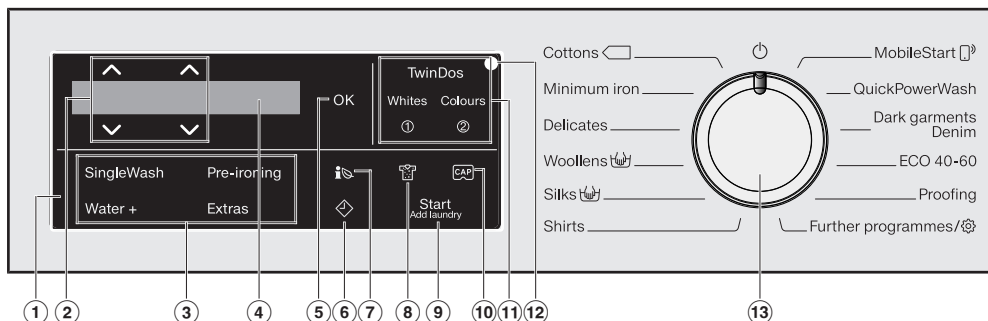 TwinDos
OK
Whites Colours
① ②
SingleWash Pre-ironing
CAP
Water + Extras
Start
Add laundry
Cottons
Minimum iron
Delicates
Woollens
Silks
Shirts
MobileStart
QuickPowerWash
Dark garments
Denim
ECO 40-60
Proofing
Further programmes/
① ② ③ ④ ⑤ ⑥ ⑦ ⑧ ⑨ ⑩ ⑪ ⑫ ⑬